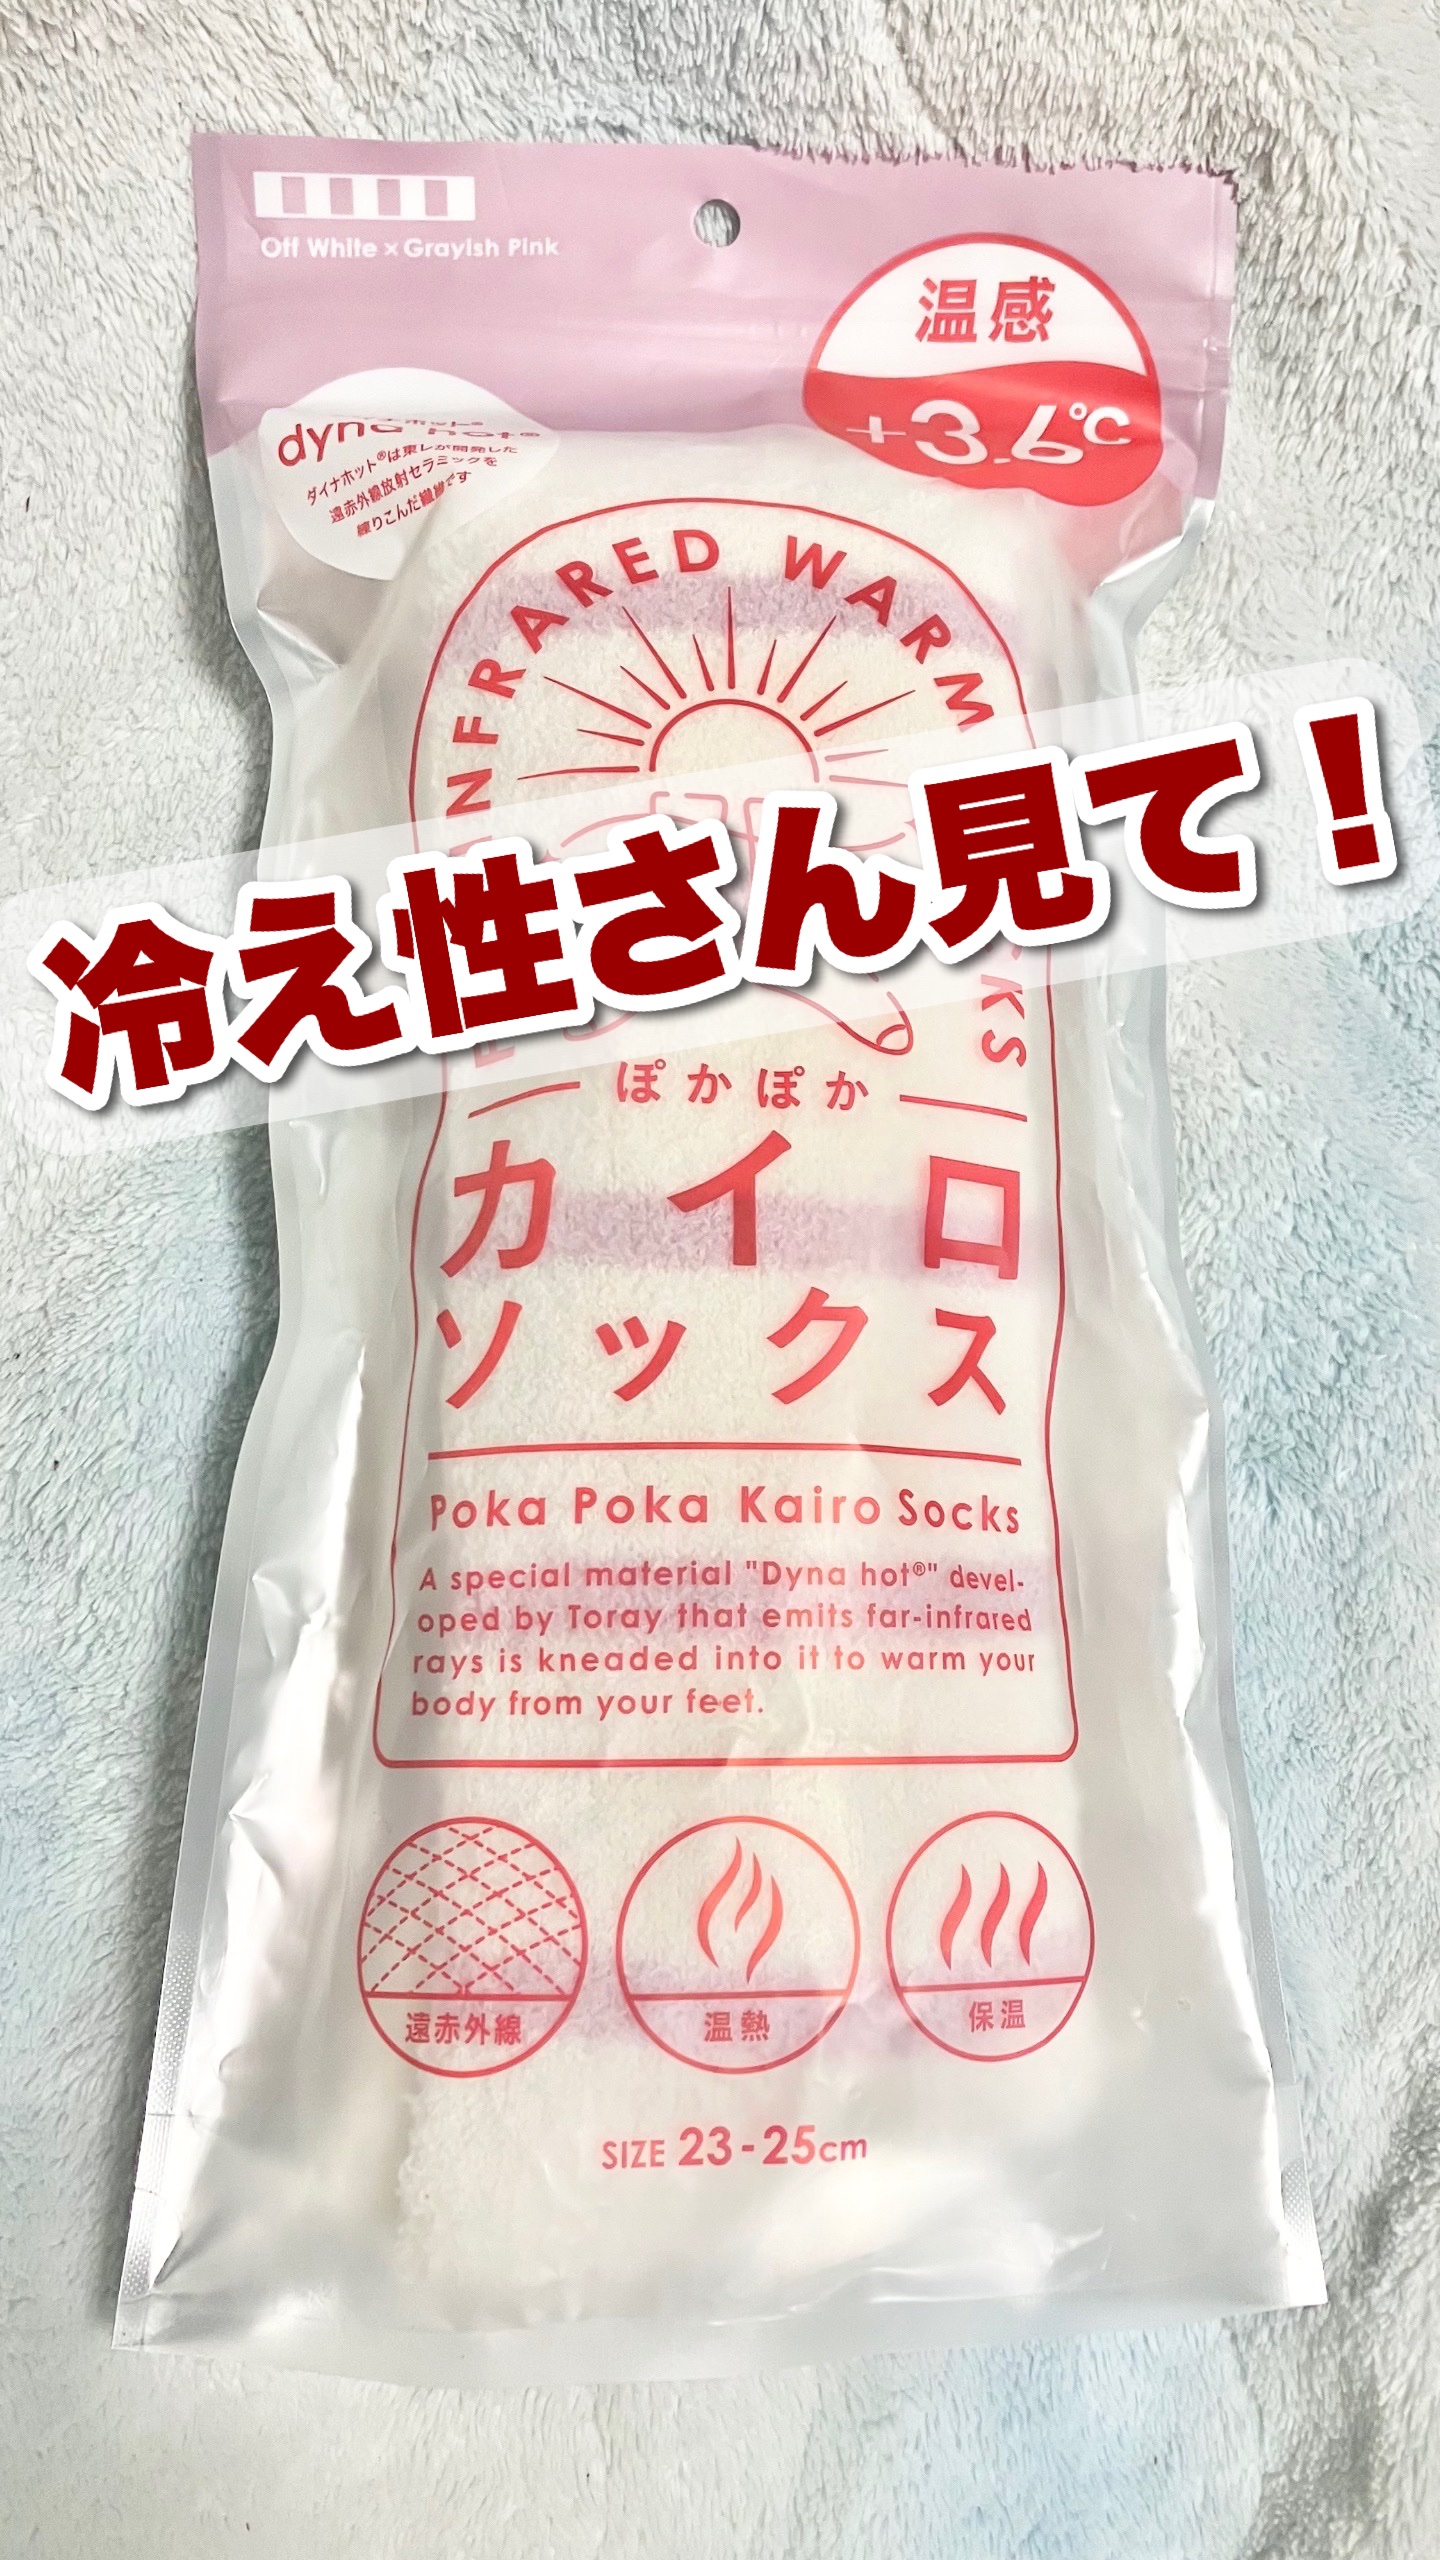 Off White × Grayish Pink
温感
+3.6℃
dyna hot®
ダイナホット®は東レが開発した
遠赤外線放射セラミックを
練りこんだ繊維です
INFRARED WARM
冷え性さん見て！
ぽかぽか
カイロ
ソックス
Poka Poka Kairo Socks
A special material "Dyna hot®" devel-
oped by Toray that emits far-infrared
rays is kneaded into it to warm your
body from your feet.
遠赤外線
温熱
保温
SIZE 23-25cm